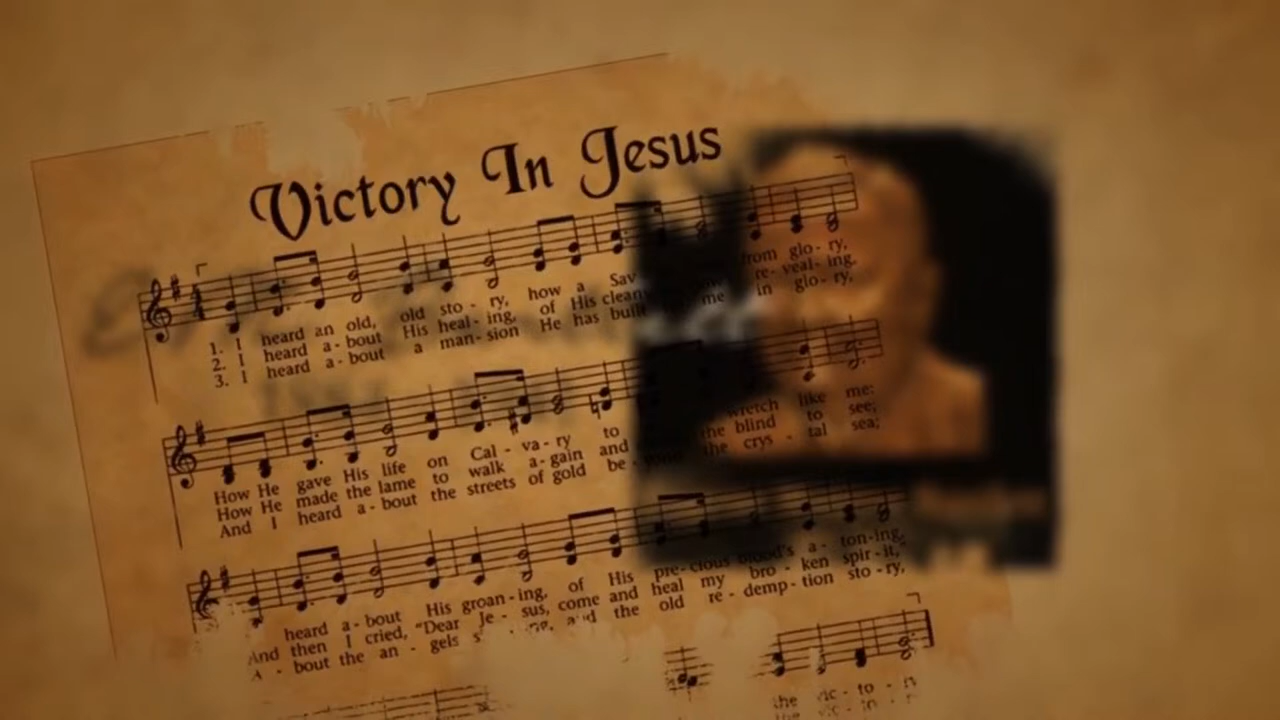 Victory In Jesus
1. I heard an old, old sto - ry, how a Sav from glo - ry,
2. I heard a - bout His heal - ing, of His clean re - veal - ing,
3. I heard a - bout a man - sion He has built me in glo - ry,
How He gave His life on Cal - va - ry to wretch like me:
How He made the lame to walk a - gain and the blind to see;
And I heard a - bout the streets of gold be - the crys - tal sea;
heard a - bout His groan - ing, of His pre - cious blood's a - ton - ing,
And then I cried, "Dear Je - sus, come and heal my bro - ken spir - it,
A - bout the an - gels and the old re - demp - tion sto - ry,
the vic - to - ry